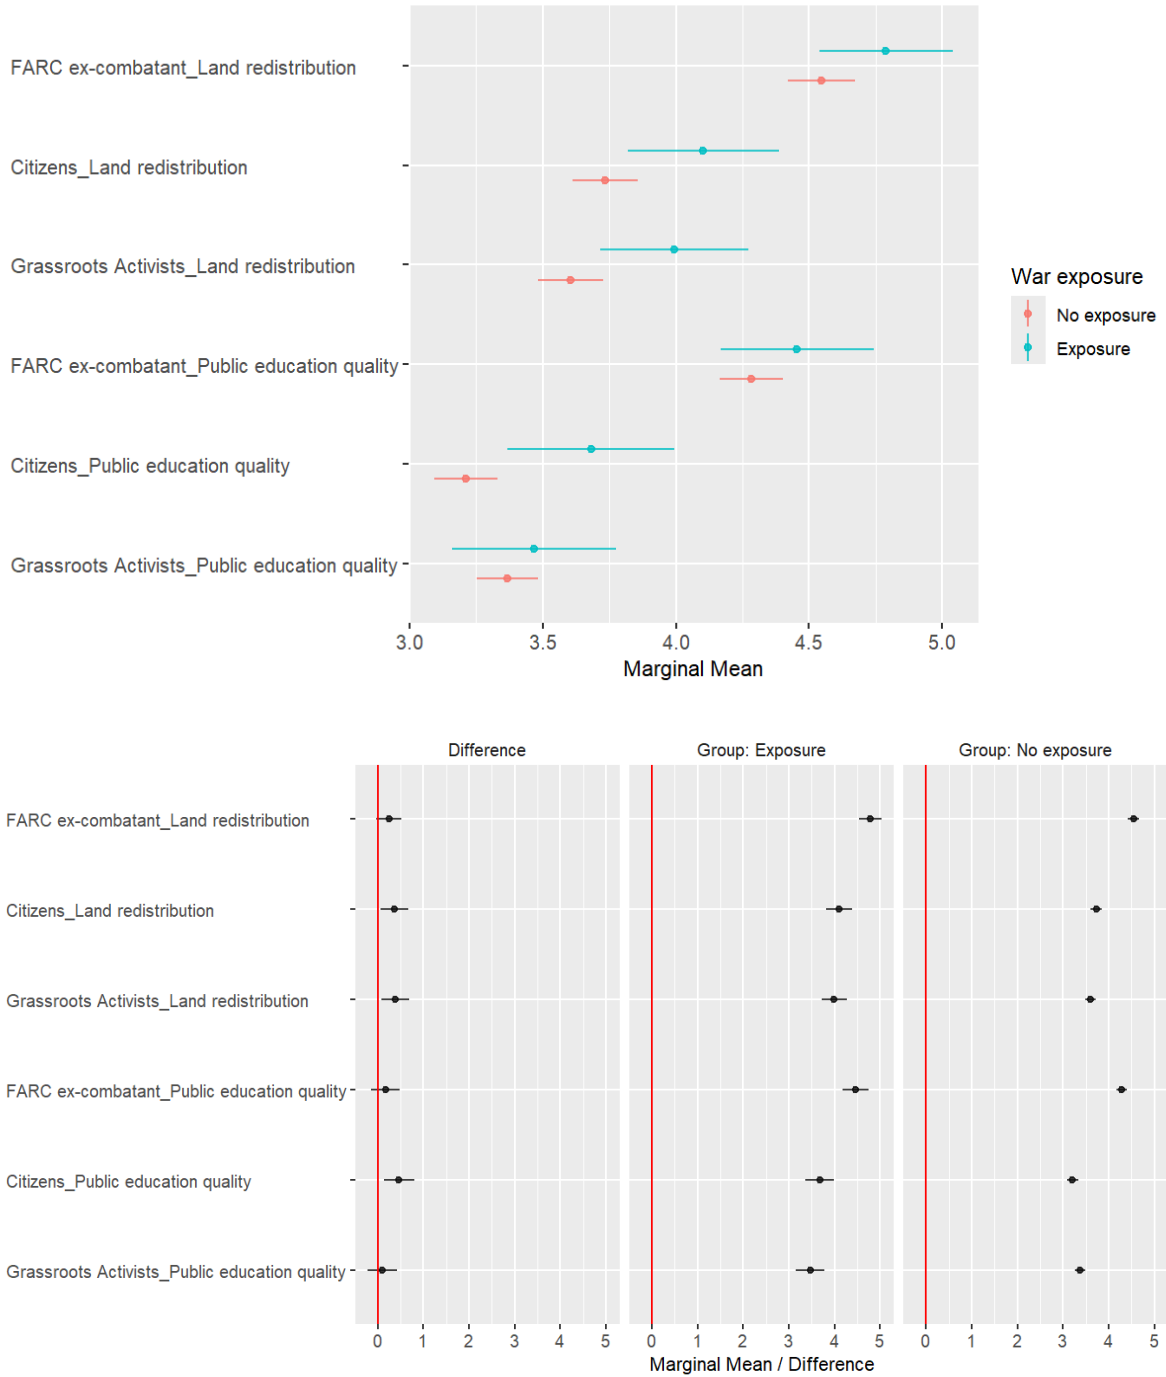 FARC ex-combatant_Land redistribution
Citizens_Land redistribution
Grassroots Activists_Land redistribution
FARC ex-combatant_Public education quality
Citizens_Public education quality
Grassroots Activists_Public education quality
3.0 3.5 4.0 4.5 5.0
Marginal Mean
War exposure
No exposure
Exposure
Difference Group: Exposure Group: No exposure
FARC ex-combatant_Land redistribution
Citizens_Land redistribution
Grassroots Activists_Land redistribution
FARC ex-combatant_Public education quality
Citizens_Public education quality
Grassroots Activists_Public education quality
0 1 2 3 4 5 0 1 2 3 4 5 0 1 2 3 4 5
Marginal Mean / Difference